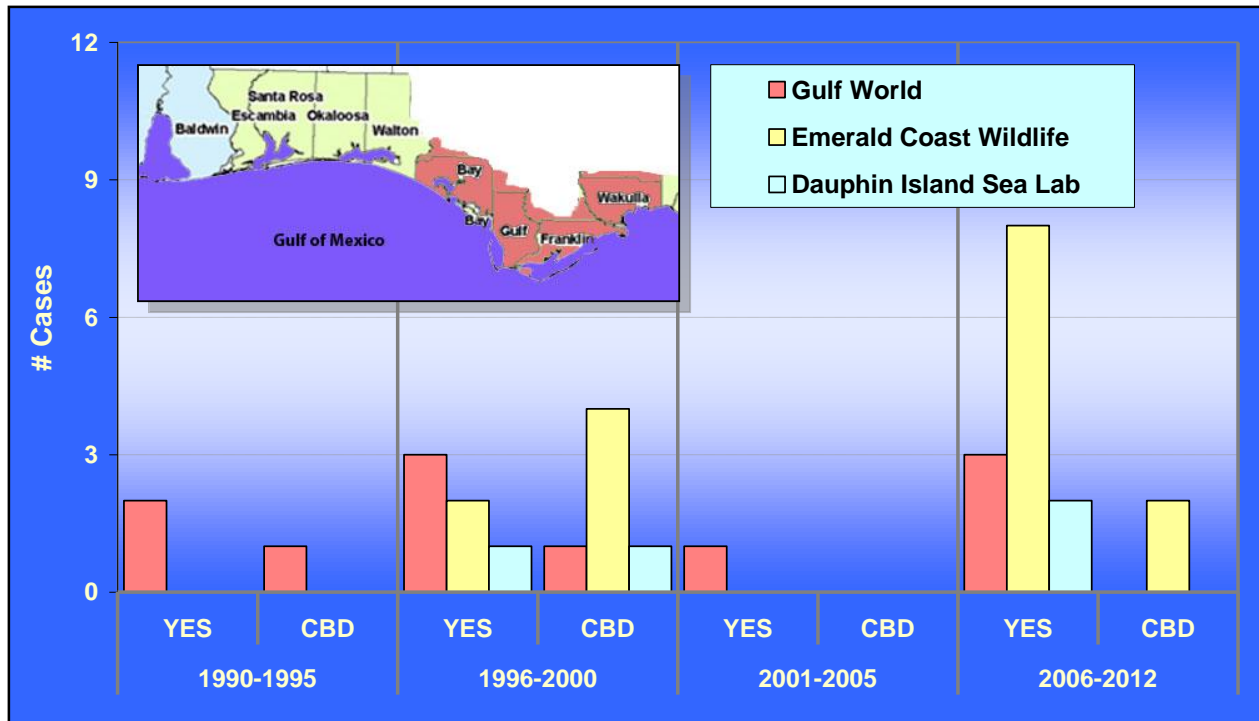 12
9
6
3
0
# Cases
Santa Rosa
Escambia Okaloosa
Baldwin
Walton
Bay
Bay
Wakulla
Gulf
Franklin
Gulf of Mexico
Gulf World
Emerald Coast Wildlife
Dauphin Island Sea Lab
YES CBD YES CBD YES CBD YES CBD
1990-1995 1996-2000 2001-2005 2006-2012